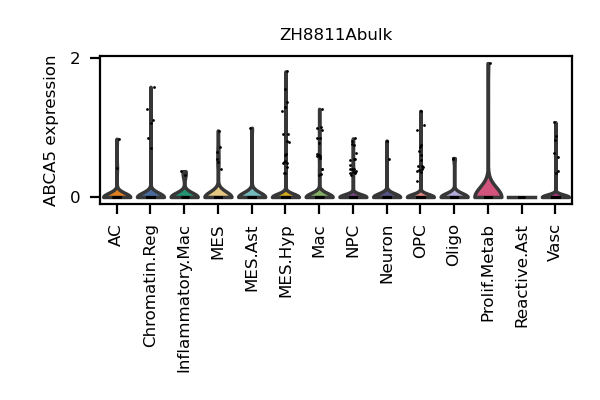 ZH8811Abulk
ABCA5 expression
2
0
AC
Chromatin.Reg
Inflammatory.Mac
MES
MES.Ast
MES.Hyp
Mac
NPC
Neuron
OPC
Oligo
Prolif.Metab
Reactive.Ast
Vasc